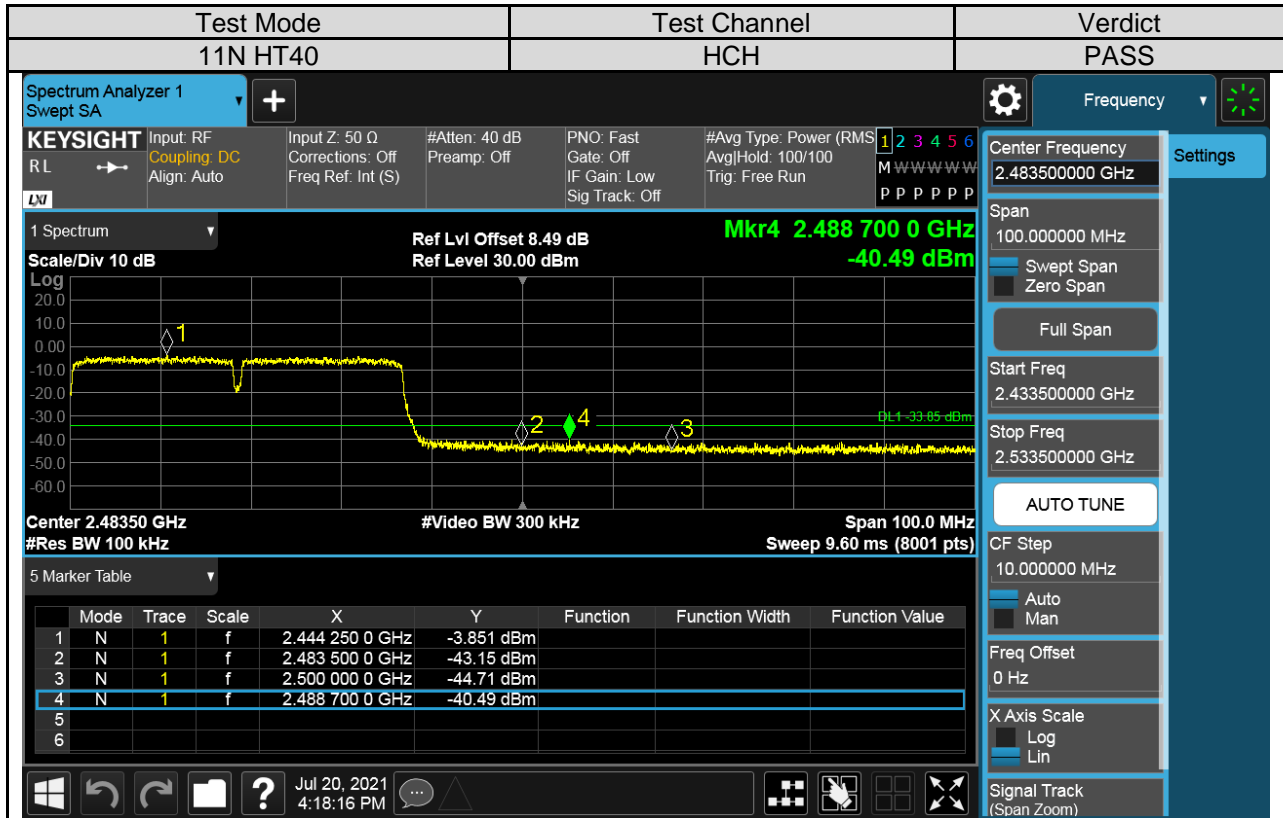 Test Mode Test Channel Verdict
11N HT40 HCH PASS
Spectrum Analyzer 1
Swept SA
Frequency
KEYSIGHT Input: RF Input Z: 50 Ω #Atten: 40 dB PNO: Fast #Avg Type: Power (RMS 1 2 3 4 5 6
RL Coupling: DC Corrections: Off Preamp: Off Gate: Off Avg|Hold: 100/100 M W W W W W
Align: Auto Freq Ref: Int (S) IF Gain: Low Trig: Free Run
LXI Sig Track: Off P P P P P P
1 Spectrum
Ref Lvl Offset 8.49 dB Mkr4 2.488 700 0 GHz
Scale/Div 10 dB Ref Level 30.00 dBm -40.49 dBm
Log
20.0
10.0
0.00
-10.0
-20.0
-30.0
-40.0
-50.0
-60.0
1
2
4
3
DL1 -33.85 dBm
Center 2.48350 GHz #Video BW 300 kHz Span 100.0 MHz
#Res BW 100 kHz Sweep 9.60 ms (8001 pts)
5 Marker Table
Mode Trace Scale X Y Function Function Width Function Value
1 N 1 f 2.444 250 0 GHz -3.851 dBm
2 N 1 f 2.483 500 0 GHz -43.15 dBm
3 N 1 f 2.500 000 0 GHz -44.71 dBm
4 N 1 f 2.488 700 0 GHz -40.49 dBm
5
6
?
Jul 20, 2021
4:18:16 PM
Center Frequency
2.483500000 GHz
Settings
Span
100.000000 MHz
Swept Span
Zero Span
Full Span
Start Freq
2.433500000 GHz
Stop Freq
2.533500000 GHz
AUTO TUNE
CF Step
10.000000 MHz
Auto
Man
Freq Offset
0 Hz
X Axis Scale
Log
Lin
Signal Track
(Span Zoom)